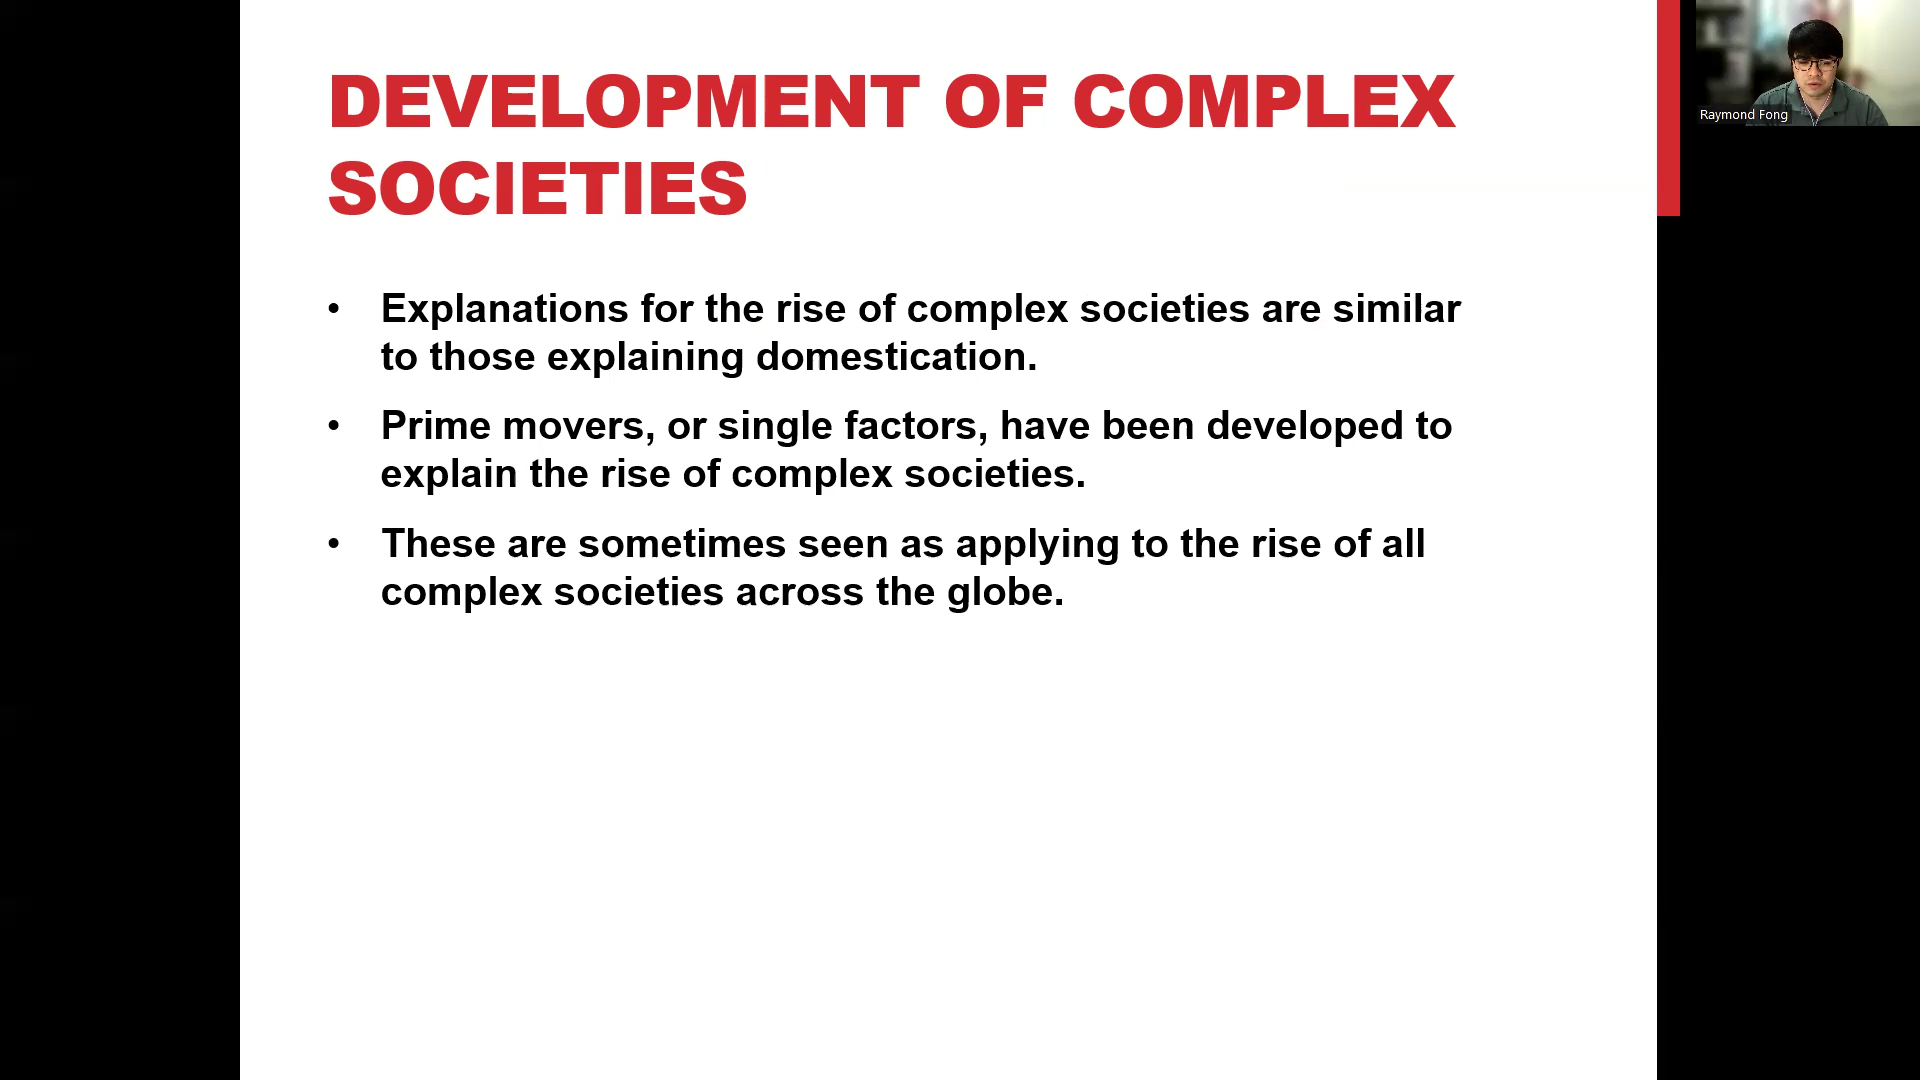 DEVELOPMENT OF COMPLEX
SOCIETIES
• Explanations for the rise of complex societies are similar
to those explaining domestication.
• Prime movers, or single factors, have been developed to
explain the rise of complex societies.
• These are sometimes seen as applying to the rise of all
complex societies across the globe.
Raymond Fong